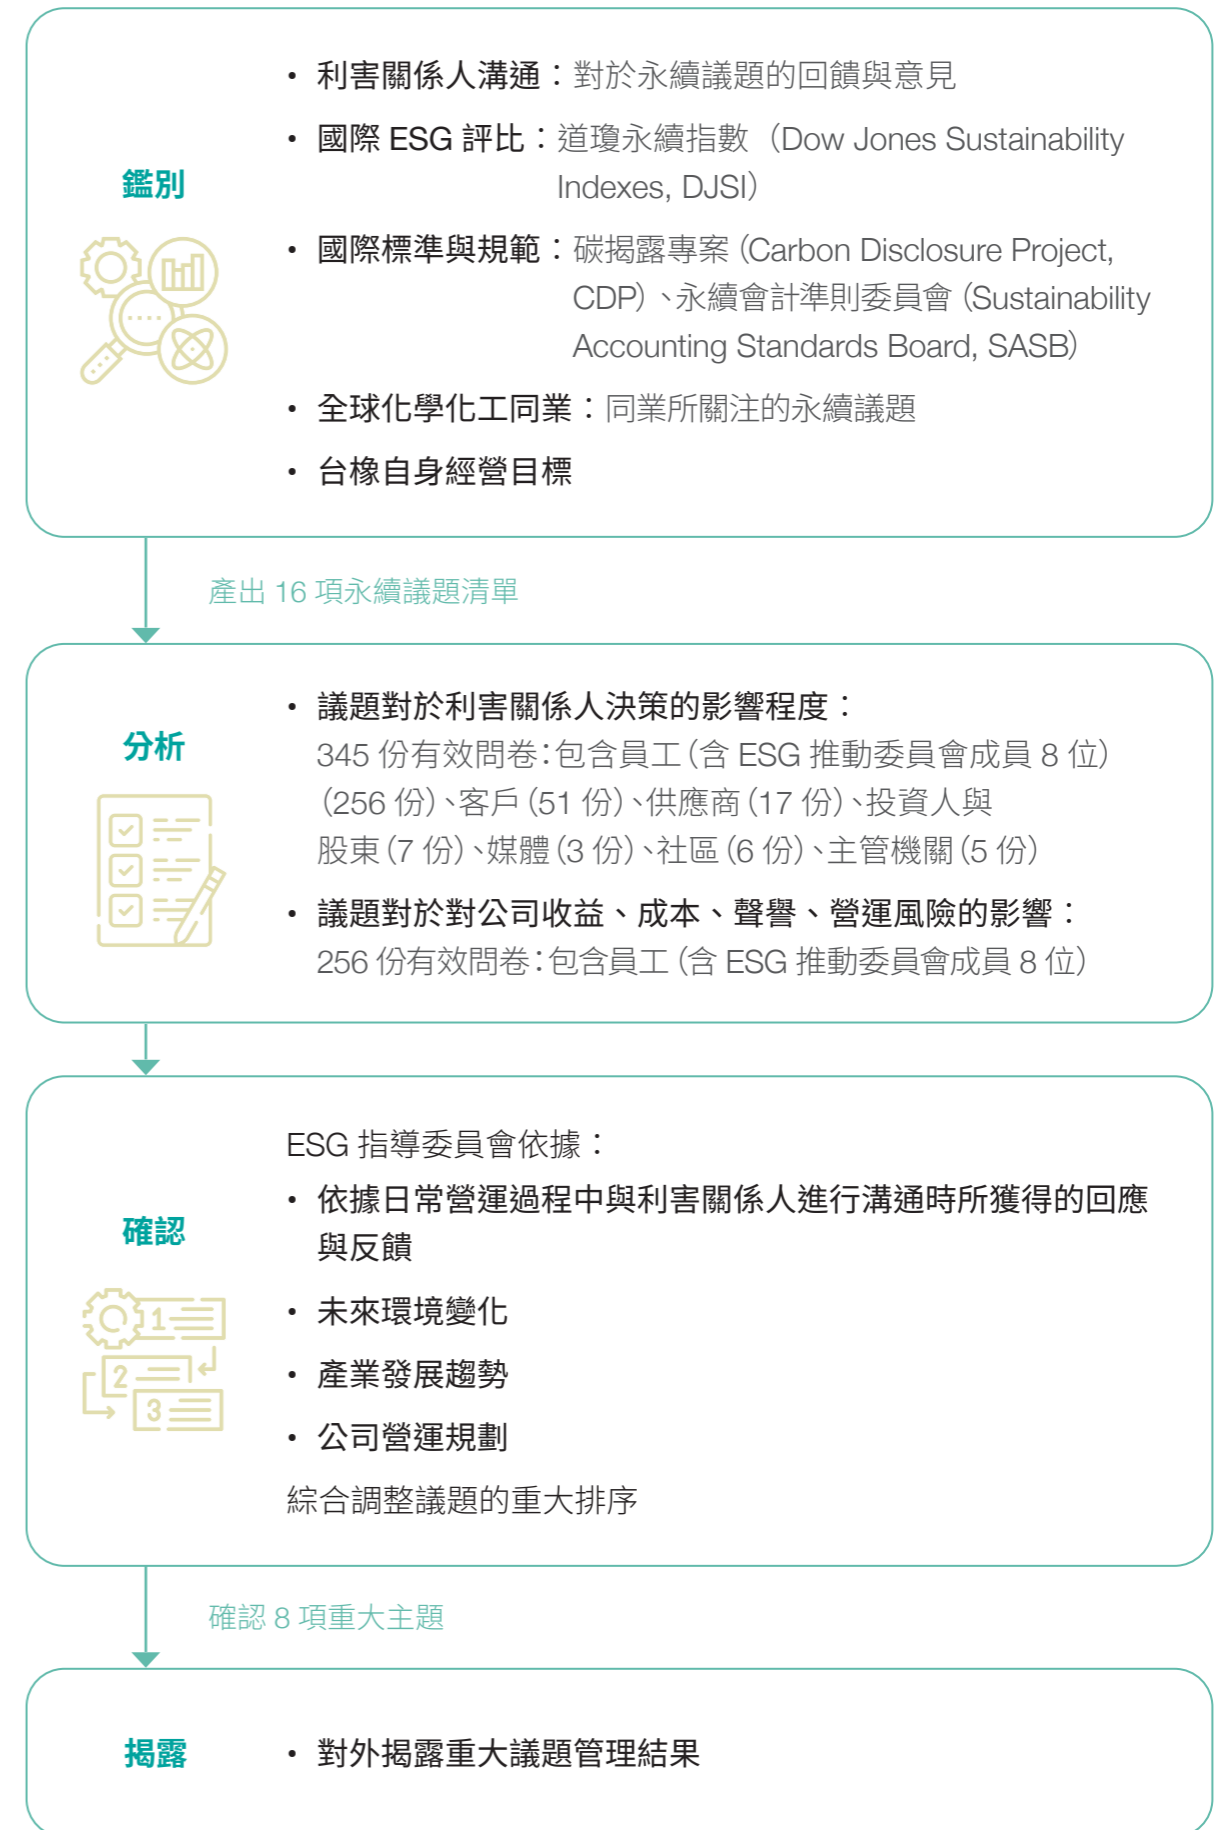 鑑別
• 利害關係人溝通：對於永續議題的回饋與意見
• 國際 ESG 評比：道瓊永續指數（Dow Jones Sustainability
Indexes, DJSI）
• 國際標準與規範：碳揭露專案（Carbon Disclosure Project,
CDP）、永續會計準則委員會（Sustainability
Accounting Standards Board, SASB）
• 全球化學化工同業：同業所關注的永續議題
• 台橡自身經營目標
產出 16 項永續議題清單
分析
• 議題對於利害關係人決策的影響程度：
345 份有效問卷：包含員工（含 ESG 推動委員會成員 8 位）
（256 份）、客戶（51 份）、供應商（17 份）、投資人與
股東（7 份）、媒體（3 份）、社區（6 份）、主管機關（5 份）
• 議題對於對公司收益、成本、聲譽、營運風險的影響：
256 份有效問卷：包含員工（含 ESG 推動委員會成員 8 位）
確認
1
2
3
ESG 指導委員會依據：
• 依據日常營運過程中與利害關係人進行溝通時所獲得的回應
與反饋
• 未來環境變化
• 產業發展趨勢
• 公司營運規劃
綜合調整議題的重大排序
確認 8 項重大主題
揭露
• 對外揭露重大議題管理結果